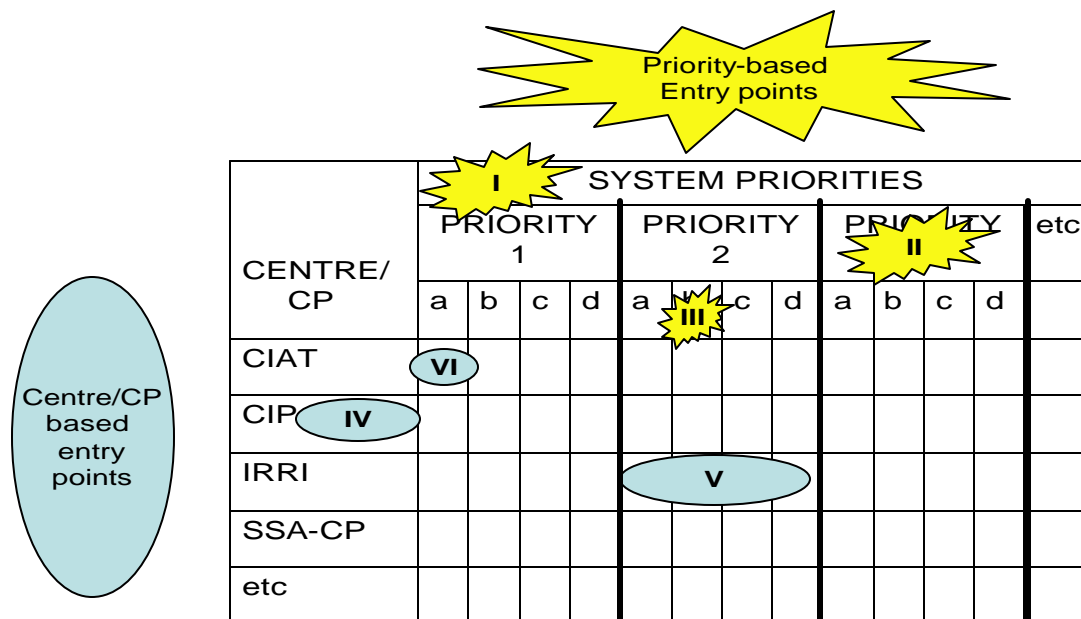 Priority-based
Entry points
I
SYSTEM PRIORITIES
PRIORITY
1
PRIORITY
2
II
etc
CENTRE/
CP
a b c d a III c d a b c d
CIAT
VI
CIP
IV
IRRI
V
SSA-CP
etc
Centre/CP
based
entry
points